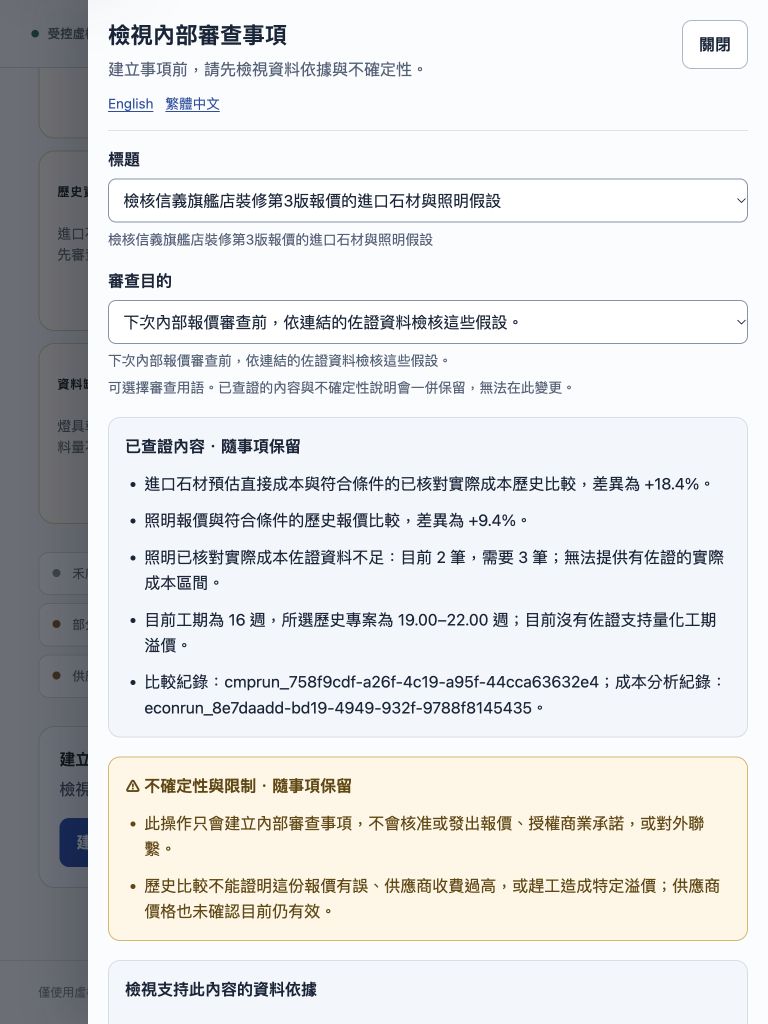 受控虛
檢視內部審查事項
關閉
建立事項前，請先檢視資料依據與不確定性。
English 繁體中文
標題
檢核信義旗艦店裝修第3版報價的進口石材與照明假設
檢核信義旗艦店裝修第3版報價的進口石材與照明假設
審查目的
下次內部報價審查前，依連結的佐證資料檢核這些假設。
下次內部報價審查前，依連結的佐證資料檢核這些假設。
可選擇審查用語。已查證的內容與不確定性說明會一併保留，無法在此變更。
已查證內容 · 隨事項保留
• 進口石材預估直接成本與符合條件的已核對實際成本歷史比較，差異為 +18.4%。
• 照明報價與符合條件的歷史報價比較，差異為 +9.4%。
• 照明已核對實際成本佐證資料不足：目前 2 筆，需要 3 筆；無法提供有佐證的實際
成本區間。
• 目前工期為 16 週，所選歷史專案為 19.00–22.00 週；目前沒有佐證支持量化工期
溢價。
• 比較紀錄：cmprun_758f9cdf-a26f-4c19-a95f-44cca63632e4；成本分析紀錄：
econrun_8e7daadd-bd19-4949-932f-9788f8145435。
⚠ 不確定性與限制 · 隨事項保留
• 此操作只會建立內部審查事項，不會核准或發出報價、授權商業承諾，或對外聯
繫。
• 歷史比較不能證明這份報價有誤、供應商收費過高，或趕工造成特定溢價；供應商
價格也未確認目前仍有效。
檢視支持此內容的資料依據
歷史
進口
先審
資料
燈具
料量
禾
部
供
建立
檢視
建
僅使用虛